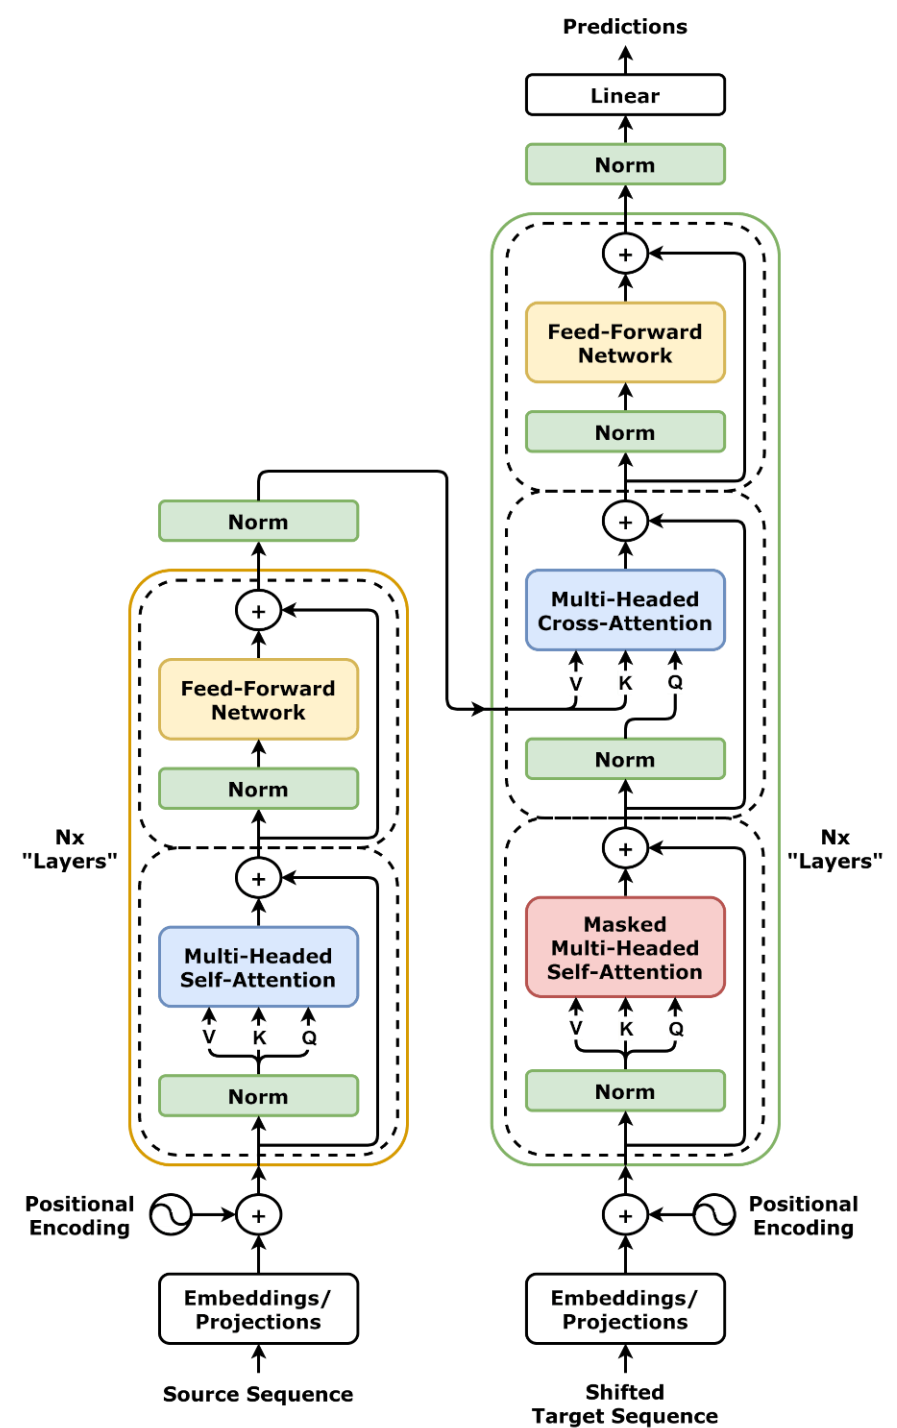 Predictions
Linear
Norm
+
Feed-Forward
Network
Norm
+
Multi-Headed
Cross-Attention
V K Q
Norm
+
Masked
Multi-Headed
Self-Attention
V K Q
Norm
Nx
"Layers"
+
Positional
Encoding
Embeddings/
Projections
Shifted
Target Sequence
Norm
+
Feed-Forward
Network
Norm
+
Multi-Headed
Self-Attention
V K Q
Norm
Nx
"Layers"
+
Positional
Encoding
Embeddings/
Projections
Source Sequence